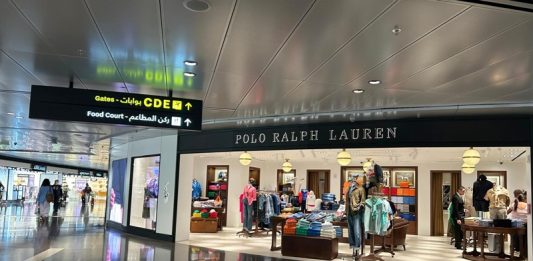 Gates - بوابات CDE
Food Court - ركن المطاعم
POLO RALPH LAUREN